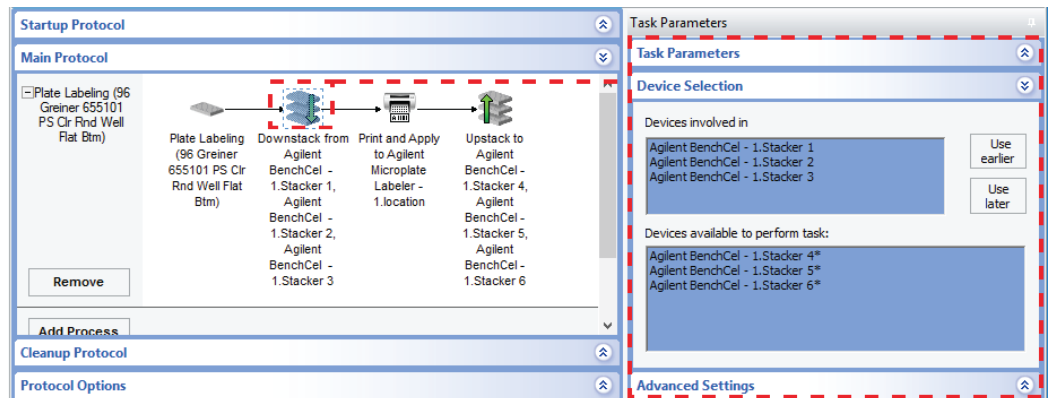 Startup Protocol
Main Protocol
Plate Labeling (96
Greiner 655101
PS Clr Rnd Well
Flat Btm)
Remove
Add Process
Plate Labeling
(96 Greiner
655101 PS Clr
Rnd Well Flat
Btm)
Downstack from
Agilent
BenchCel -
1.Stacker 1,
Agilent
BenchCel -
1.Stacker 2,
Agilent
BenchCel -
1.Stacker 3
Print and Apply
to Agilent
Microplate
Labeler -
1.location
Upstack to
Agilent
BenchCel -
1.Stacker 4,
Agilent
BenchCel -
1.Stacker 5,
Agilent
BenchCel -
1.Stacker 6
Cleanup Protocol
Protocol Options
Task Parameters
Task Parameters
Device Selection
Devices involved in
Agilent BenchCel - 1.Stacker 1
Agilent BenchCel - 1.Stacker 2
Agilent BenchCel - 1.Stacker 3
Use
earlier
Use
later
Devices available to perform task:
Agilent BenchCel - 1.Stacker 4*
Agilent BenchCel - 1.Stacker 5*
Agilent BenchCel - 1.Stacker 6*
Advanced Settings